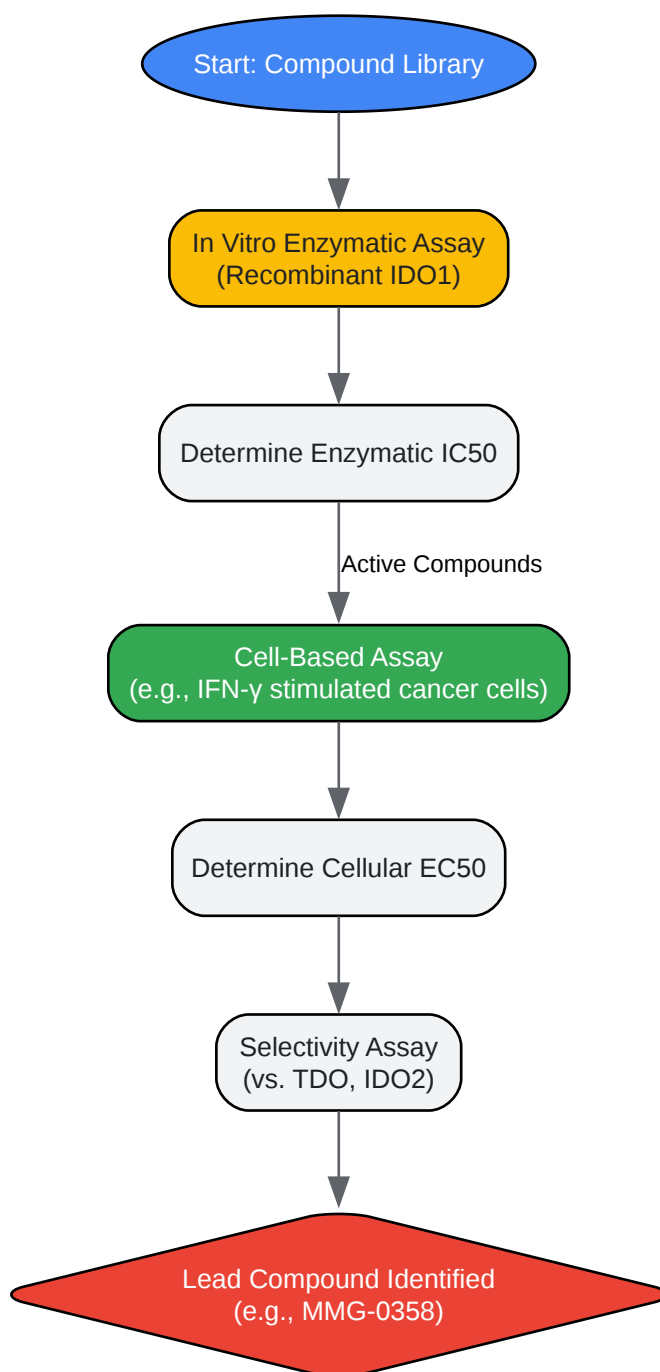 Start: Compound Library
In Vitro Enzymatic Assay
(Recombinant IDO1)
Determine Enzymatic IC50
Active Compounds
Cell-Based Assay
(e.g., IFN-γ stimulated cancer cells)
Determine Cellular EC50
Selectivity Assay
(vs. TDO, IDO2)
Lead Compound Identified
(e.g., MMG-0358)